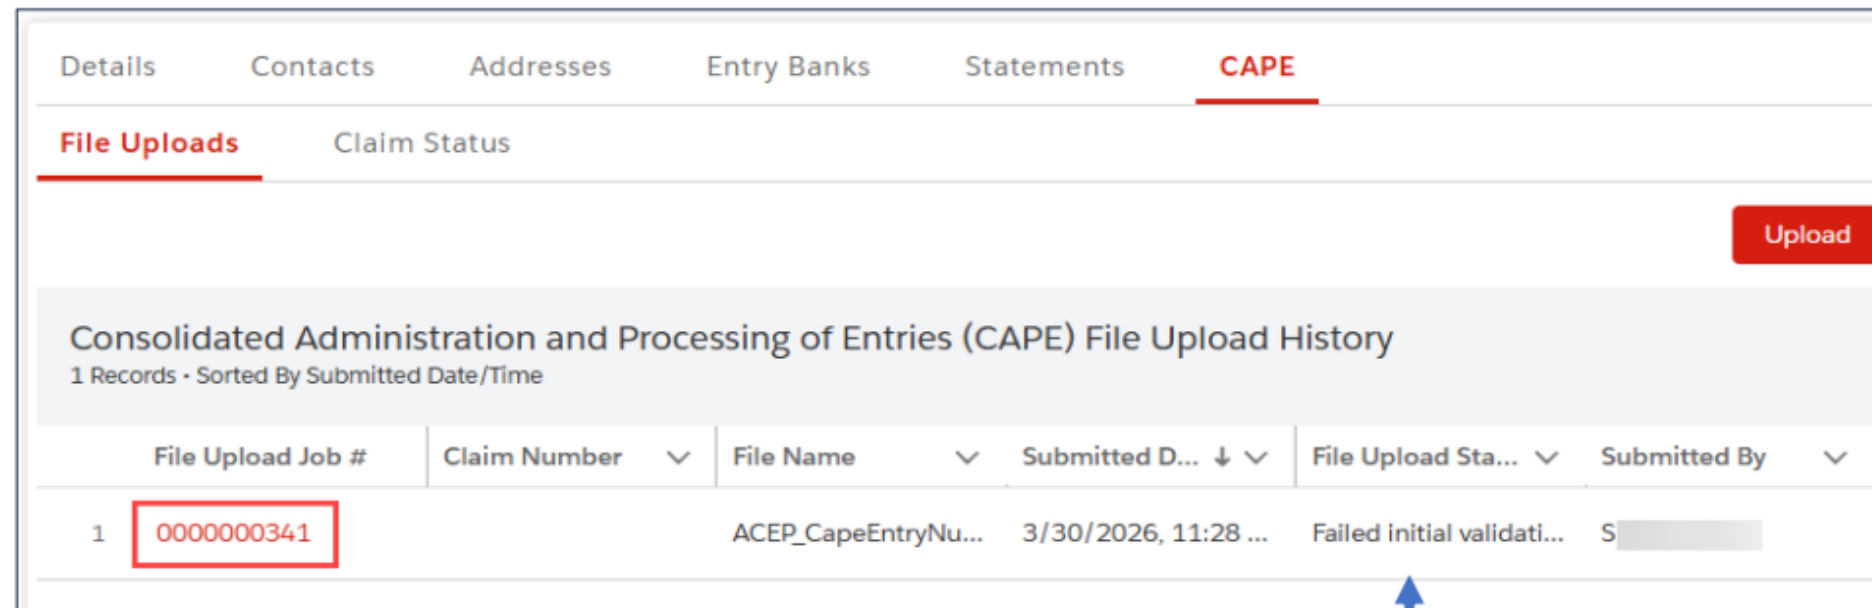 Details Contacts Addresses Entry Banks Statements CAPE
File Uploads Claim Status
Upload
Consolidated Administration and Processing of Entries (CAPE) File Upload History
1 Records • Sorted By Submitted Date/Time
File Upload Job # Claim Number File Name Submitted D... File Upload Sta... Submitted By
1 0000000341 ACEP_CapeEntryNu... 3/30/2026, 11:28 ... Failed initial validati... S